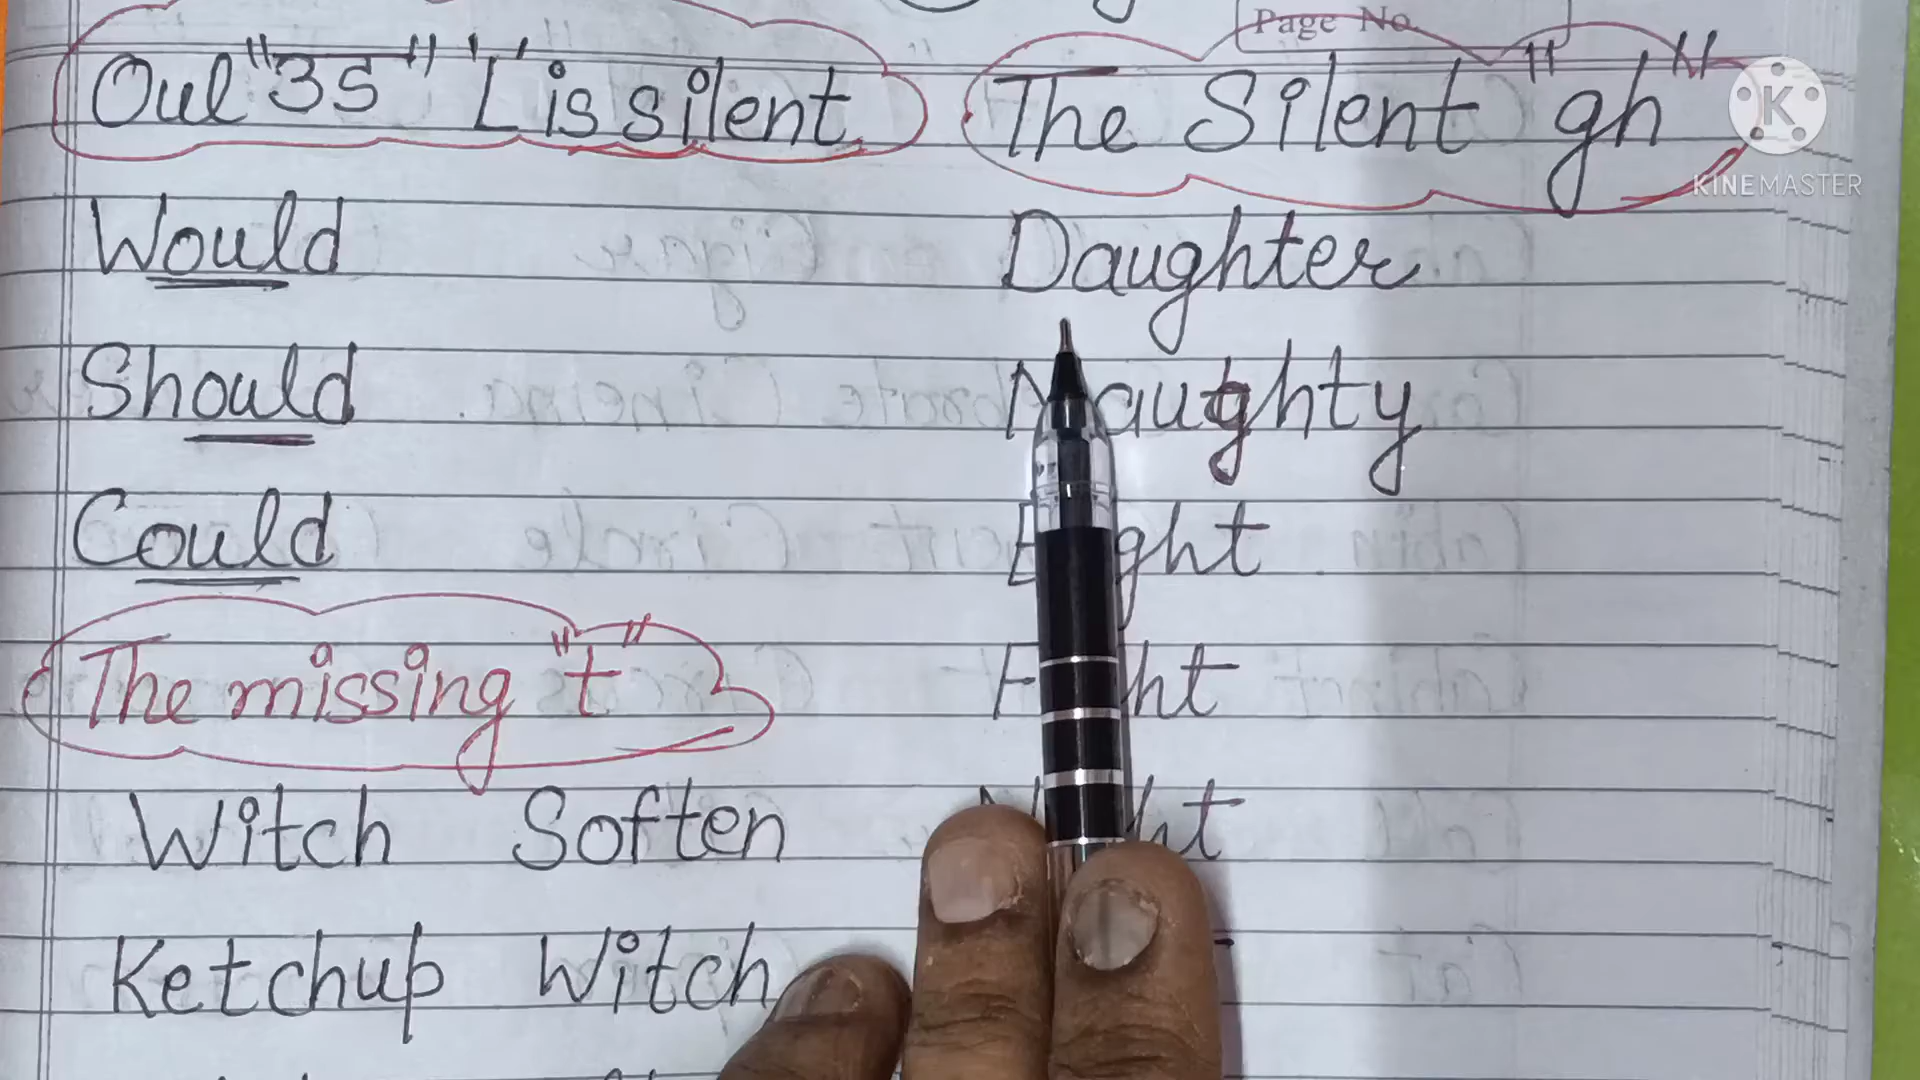 Page No.
Oul "35" 'L' is silent
Would
Should
Could
The missing "t"
Witch Soften
Ketchup Witch
The Silent "gh"
Daughter
Naughty
KINEMASTER